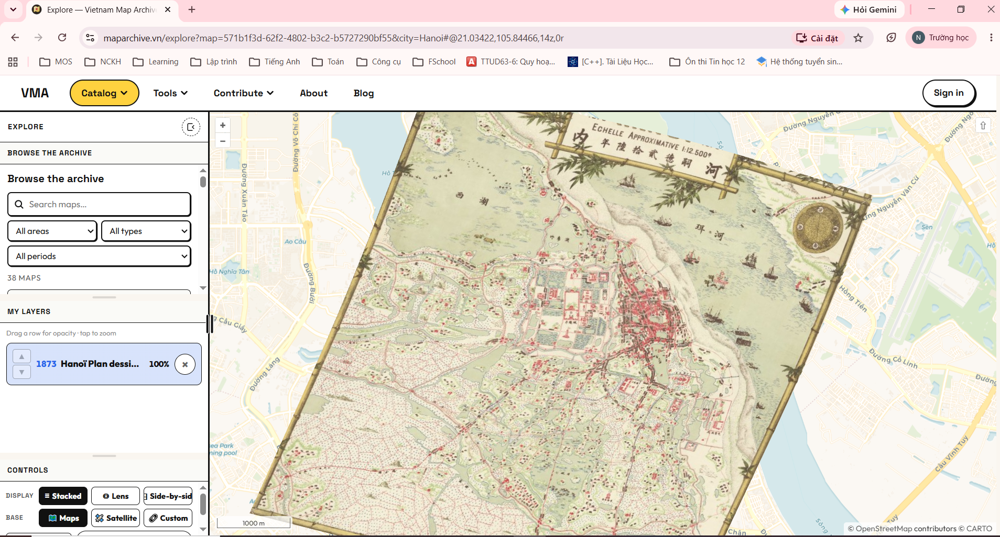 Explore — Vietnam Map Archiv
Hỏi Gemini
maparchive.vn/explore?map=571b1f3d-62f2-4802-b3c2-b5727290bf55&city=Hanoi#@21.03422,105.84466,14z,0r
Cài đặt
N Trường học
MOS
NCKH
Learning
Lập trình
Tiếng Anh
Toán
Công cụ
FSchool
TTUD63-6: Quy hoạ...
[C++]. Tài Liệu Học...
Ôn thi Tin học 12
Hệ thống tuyển sin...
VMA
Catalog
Tools
Contribute
About
Blog
Sign in
EXPLORE
BROWSE THE ARCHIVE
Browse the archive
Search maps...
All areas
All types
All periods
38 MAPS
MY LAYERS
Drag a row for opacity · tap to zoom
1873 Hanoï Plan dessi... 100%
CONTROLS
DISPLAY
Stacked
Lens
Side-by-sid
BASE
Maps
Satellite
Custom
+
−
Đường Võ Chí Cô
Đường Xuân Tảo
Hồ T
Ao Cầu
Hồ Nghĩa Tân
Đường Bưởi
g Cầu Giấy
Đường Láng
sea Park
ming pool
1000 m
ECHELLE APPROXIMATIVE 1:12.500e
内
年陸拾貳德嗣
河
西湖
珥河
Đường Nguyễn
Đường Ngô
Sô
ng Nguyễn Văn Cừ
Sen
Hồ
Hồng Tiến
Đường Cổ Linh
Đường
Cầu Vĩnh Tuy
Sông
Tuy
Chân
© OpenStreetMap contributors © CARTO